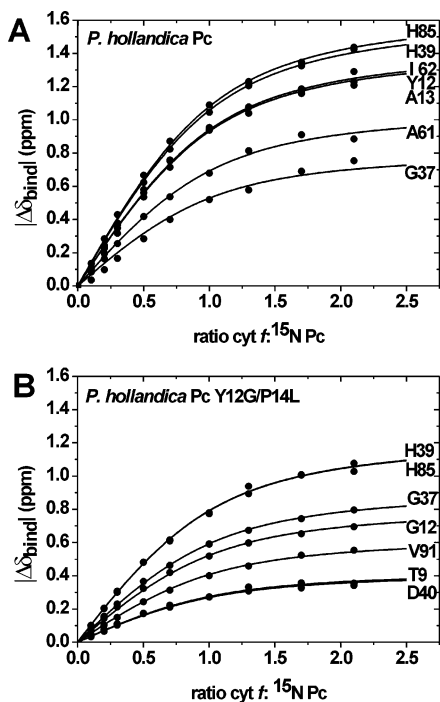 A
P. hollandica Pc
H85
H39
I 62
Y12
A13
A61
G37
|Δδbind| (ppm)
1.6
1.4
1.2
1.0
0.8
0.6
0.4
0.2
0.0
0.0 0.5 1.0 1.5 2.0 2.5
ratio cyt f:¹⁵N Pc
B
P. hollandica Pc Y12G/P14L
H39
H85
G37
G12
V91
T9
D40
|Δδbind| (ppm)
1.6
1.4
1.2
1.0
0.8
0.6
0.4
0.2
0.0
0.0 0.5 1.0 1.5 2.0 2.5
ratio cyt f: ¹⁵N Pc